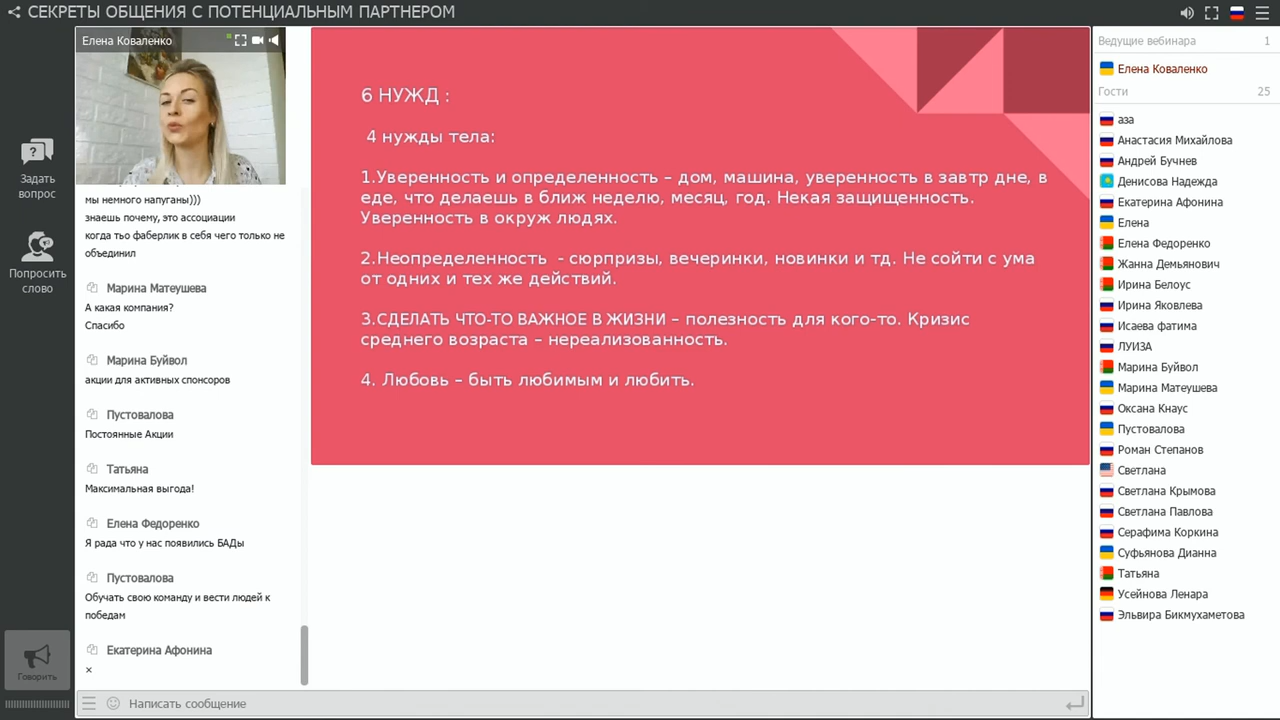 СЕКРЕТЫ ОБЩЕНИЯ С ПОТЕНЦИАЛЬНЫМ ПАРТНЕРОМ
Задать
вопрос
Попросить
слово
Говорить
Елена Коваленко
мы немного напуганы)))
знаешь почему, это ассоциации
когда тьо фаберлик в себя чего только не
объединил
Марина Матеушева
А какая компания?
Спасибо
Марина Буйвол
акции для активных спонсоров
Пустовалова
Постоянные Акции
Татьяна
Максимальная выгода!
Елена Федоренко
Я рада что у нас появились БАДы
Пустовалова
Обучать свою команду и вести людей к
победам
Екатерина Афонина
×
Написать сообщение
6 НУЖД :
4 нужды тела:
1.Уверенность и определенность – дом, машина, уверенность в завтр дне, в
еде, что делаешь в ближ неделю, месяц, год. Некая защищенность.
Уверенность в окруж людях.
2.Неопределенность  - сюрпризы, вечеринки, новинки и тд. Не сойти с ума
от одних и тех же действий.
3.СДЕЛАТЬ ЧТО-ТО ВАЖНОЕ В ЖИЗНИ – полезность для кого-то. Кризис
среднего возраста – нереализованность.
4. Любовь – быть любимым и любить.
Ведущие вебинара 1
Елена Коваленко
Гости 25
аза
Анастасия Михайлова
Андрей Бучнев
Денисова Надежда
Екатерина Афонина
Елена
Елена Федоренко
Жанна Демьянович
Ирина Белоус
Ирина Яковлева
Исаева фатима
ЛУИЗА
Марина Буйвол
Марина Матеушева
Оксана Кнаус
Пустовалова
Роман Степанов
Светлана
Светлана Крымова
Светлана Павлова
Серафима Коркина
Суфьянова Дианна
Татьяна
Усейнова Ленара
Эльвира Бикмухаметова